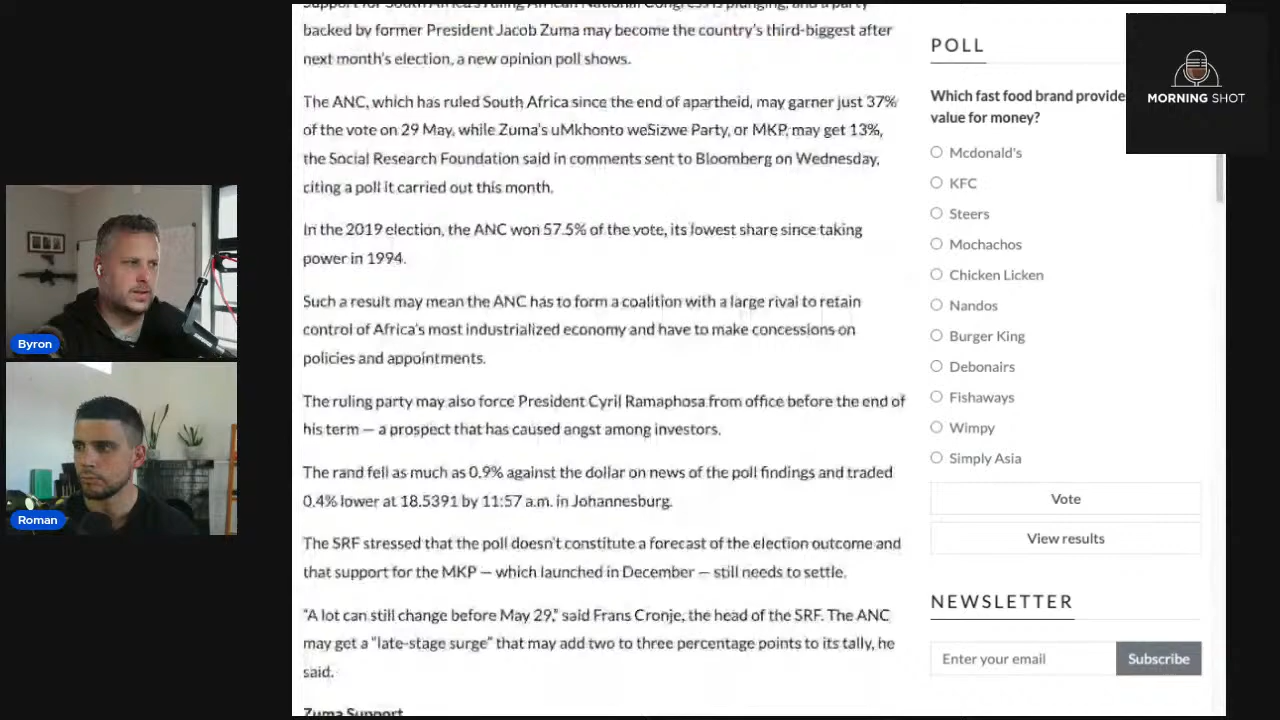 Support for South Africa's ruling African National Congress is plunging, and a party
backed by former President Jacob Zuma may become the country's third-biggest after
next month's election, a new opinion poll shows.
The ANC, which has ruled South Africa since the end of apartheid, may garner just 37%
of the vote on 29 May, while Zuma's uMkhonto weSizwe Party, or MKP, may get 13%,
the Social Research Foundation said in comments sent to Bloomberg on Wednesday,
citing a poll it carried out this month.
In the 2019 election, the ANC won 57.5% of the vote, its lowest share since taking
power in 1994.
Such a result may mean the ANC has to form a coalition with a large rival to retain
control of Africa's most industrialized economy and have to make concessions on
policies and appointments.
The ruling party may also force President Cyril Ramaphosa from office before the end of
his term — a prospect that has caused angst among investors.
The rand fell as much as 0.9% against the dollar on news of the poll findings and traded
0.4% lower at 18.5391 by 11:57 a.m. in Johannesburg.
The SRF stressed that the poll doesn't constitute a forecast of the election outcome and
that support for the MKP — which launched in December — still needs to settle.
"A lot can still change before May 29," said Frans Cronje, the head of the SRF. The ANC
may get a "late-stage surge" that may add two to three percentage points to its tally, he
said.
Zuma Support
POLL
Which fast food brand provide
value for money?
Mcdonald's
KFC
Steers
Mochachos
Chicken Licken
Nandos
Burger King
Debonairs
Fishaways
Wimpy
Simply Asia
Vote
View results
NEWSLETTER
Enter your email
Subscribe
MORNING SHOT
Byron
Roman